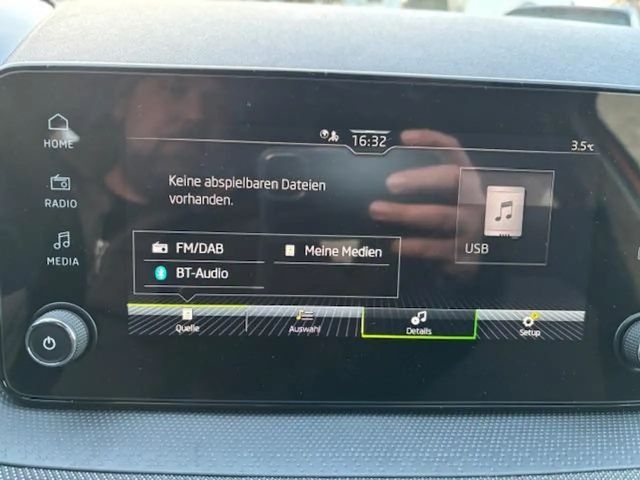 HOME
16:32
3.5°C
RADIO
MEDIA
Keine abspielbaren Dateien
vorhanden.
USB
FM/DAB
Meine Medien
BT-Audio
Quelle
Auswahl
Details
Setup